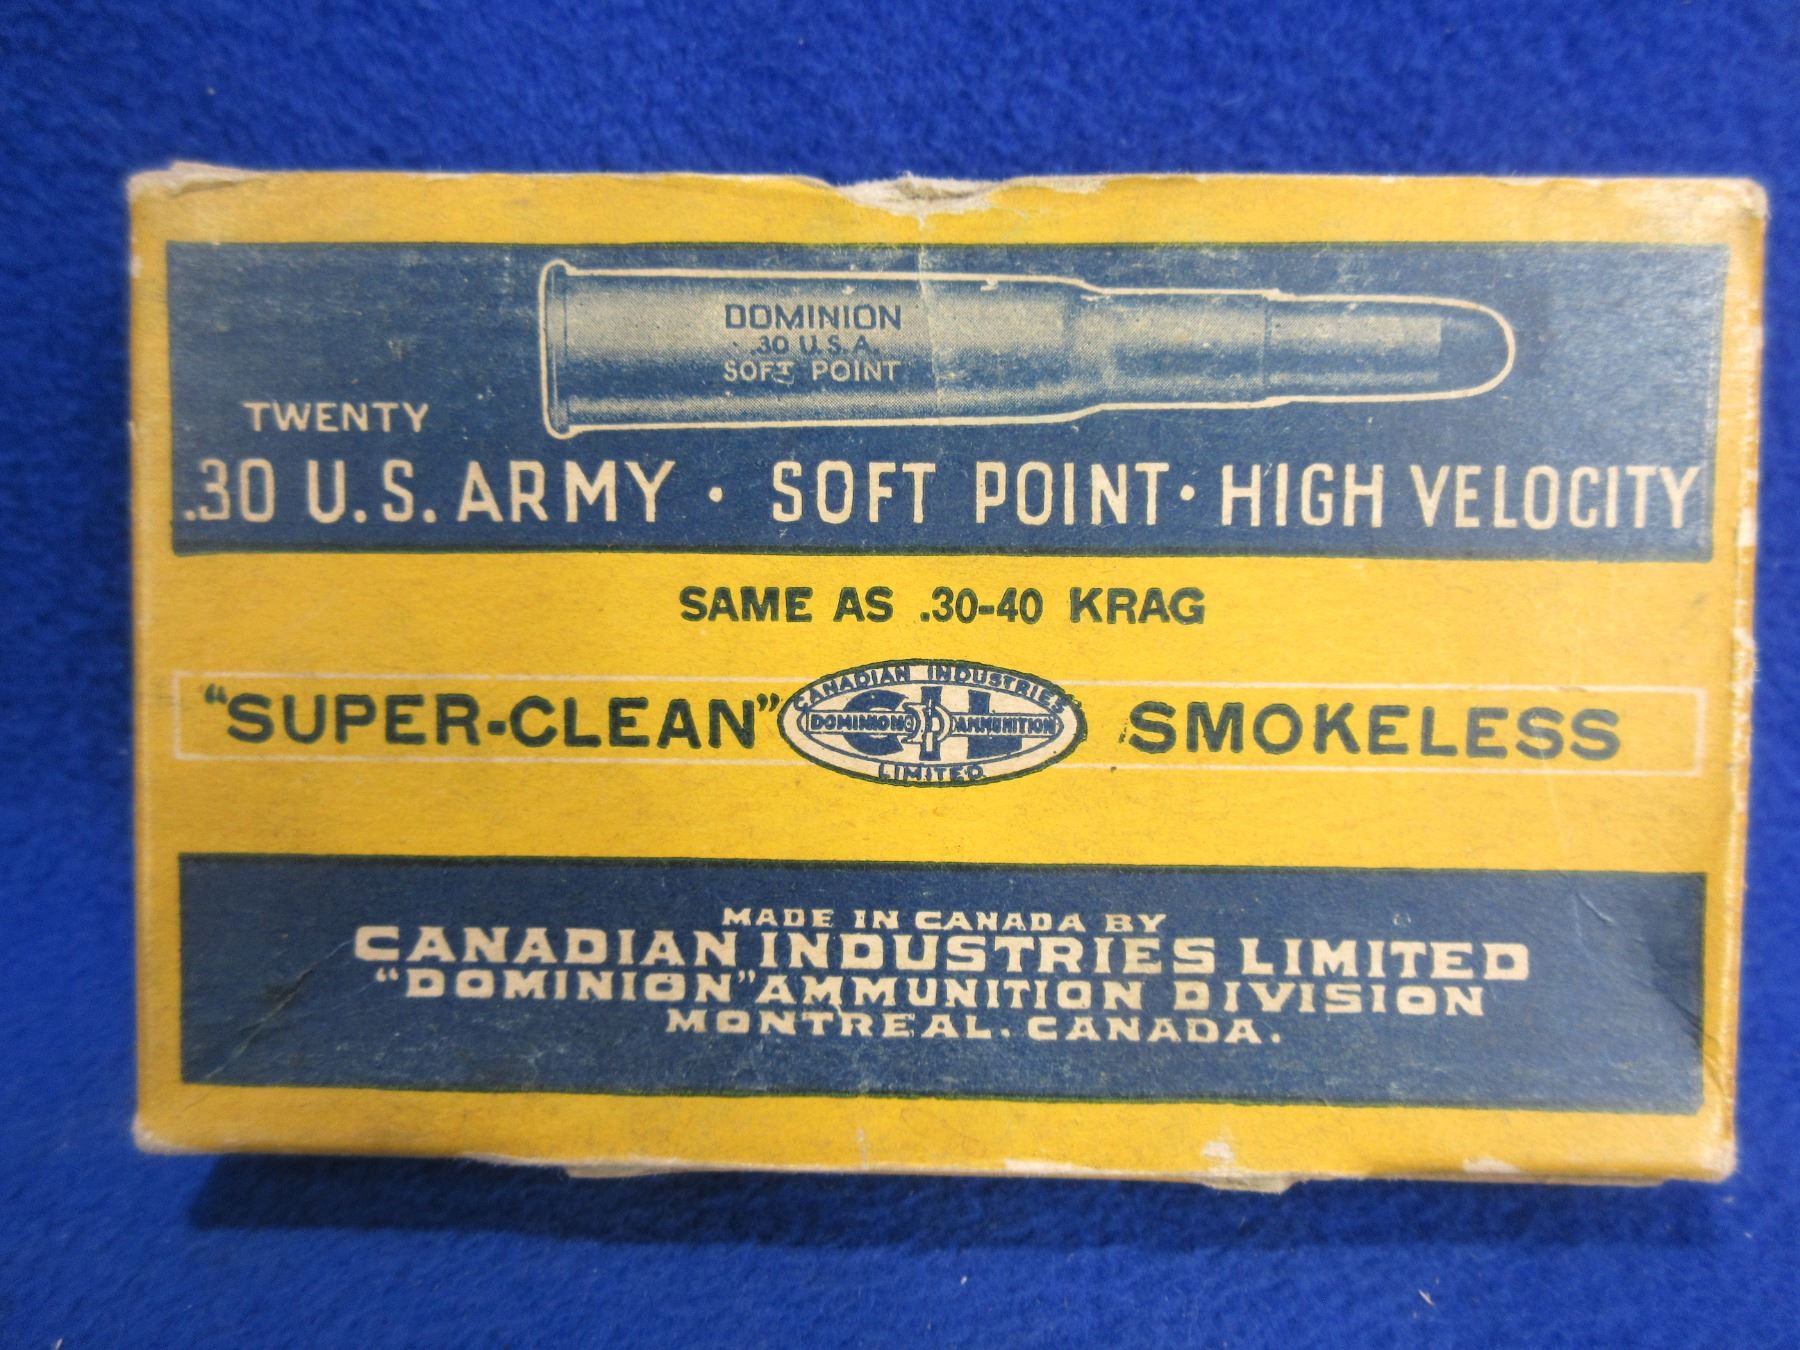 DOMINION
.30 U.S.A.
SOFT POINT
TWENTY
.30 U.S. ARMY · SOFT POINT · HIGH VELOCITY
SAME AS .30-40 KRAG
"SUPER-CLEAN" SMOKELESS
CANADIAN INDUSTRIES
CIL
DOMINION D AMMUNITION
LIMITED
MADE IN CANADA BY
CANADIAN INDUSTRIES LIMITED
"DOMINION" AMMUNITION DIVISION
MONTREAL. CANADA.